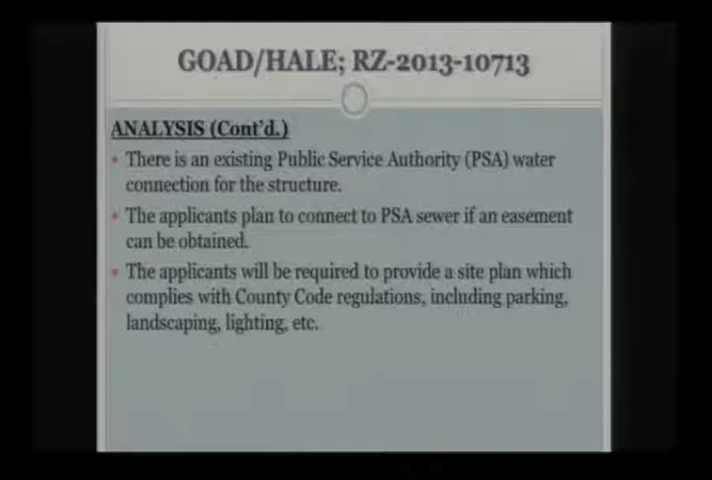 GOAD/HALE; RZ-2013-10713
ANALYSIS (Cont'd.)
• There is an existing Public Service Authority (PSA) water
connection for the structure.
• The applicants plan to connect to PSA sewer if an easement
can be obtained.
• The applicants will be required to provide a site plan which
complies with County Code regulations, including parking,
landscaping, lighting, etc.